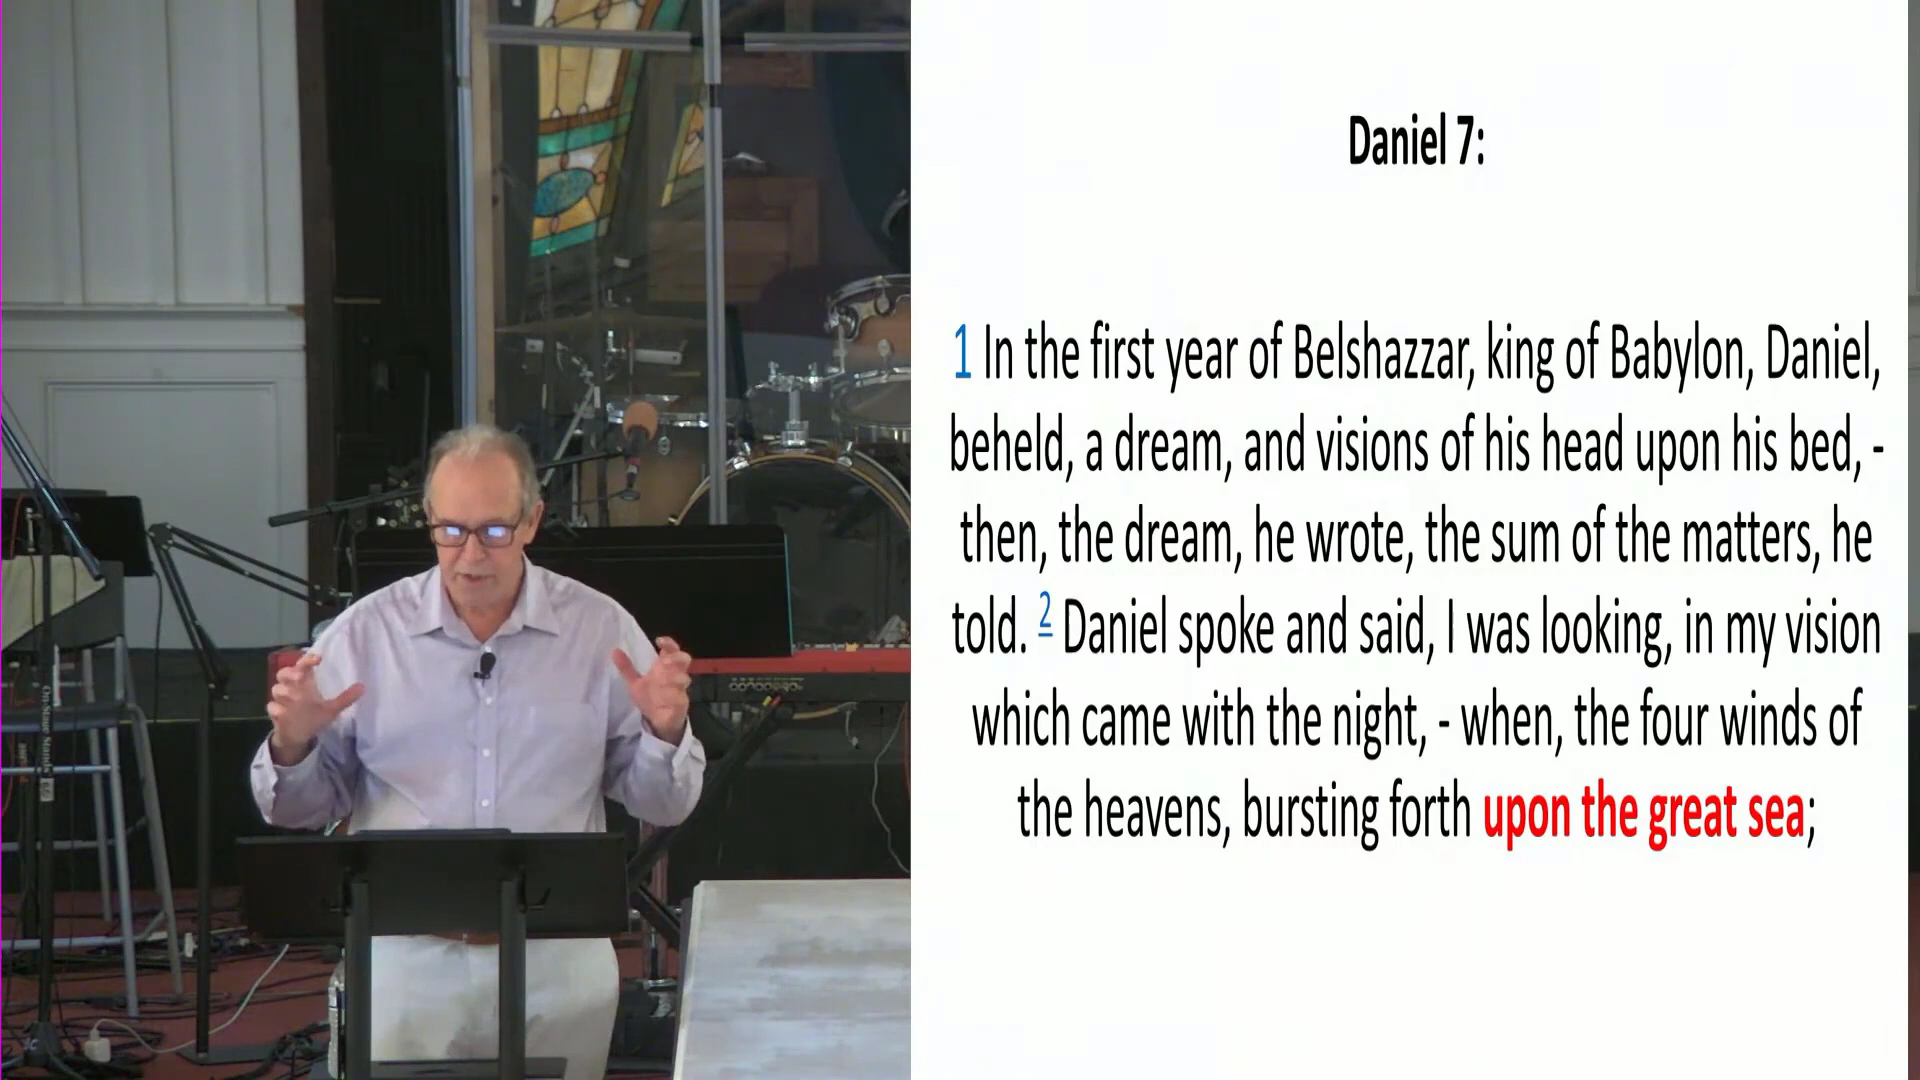 Daniel 7:
1 In the first year of Belshazzar, king of Babylon, Daniel,
beheld, a dream, and visions of his head upon his bed, -
then, the dream, he wrote, the sum of the matters, he
told. 2 Daniel spoke and said, I was looking, in my vision
which came with the night, - when, the four winds of
the heavens, bursting forth upon the great sea;
On-Stage Stands